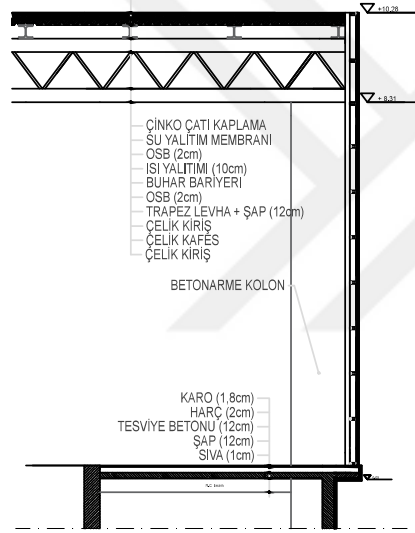 +10,28
+ 8,31
ÇİNKO ÇATI KAPLAMA
SU YALITIM MEMBRANI
OSB (2cm)
ISI YALITIMI (10cm)
BUHAR BARİYERİ
OSB (2cm)
TRAPEZ LEVHA + ŞAP (12cm)
ÇELİK KİRİŞ
ÇELİK KAFES
ÇELİK KİRİŞ
BETONARME KOLON
KARO (1,8cm)
HARÇ (2cm)
TESVİYE BETONU (12cm)
ŞAP (12cm)
SIVA (1cm)